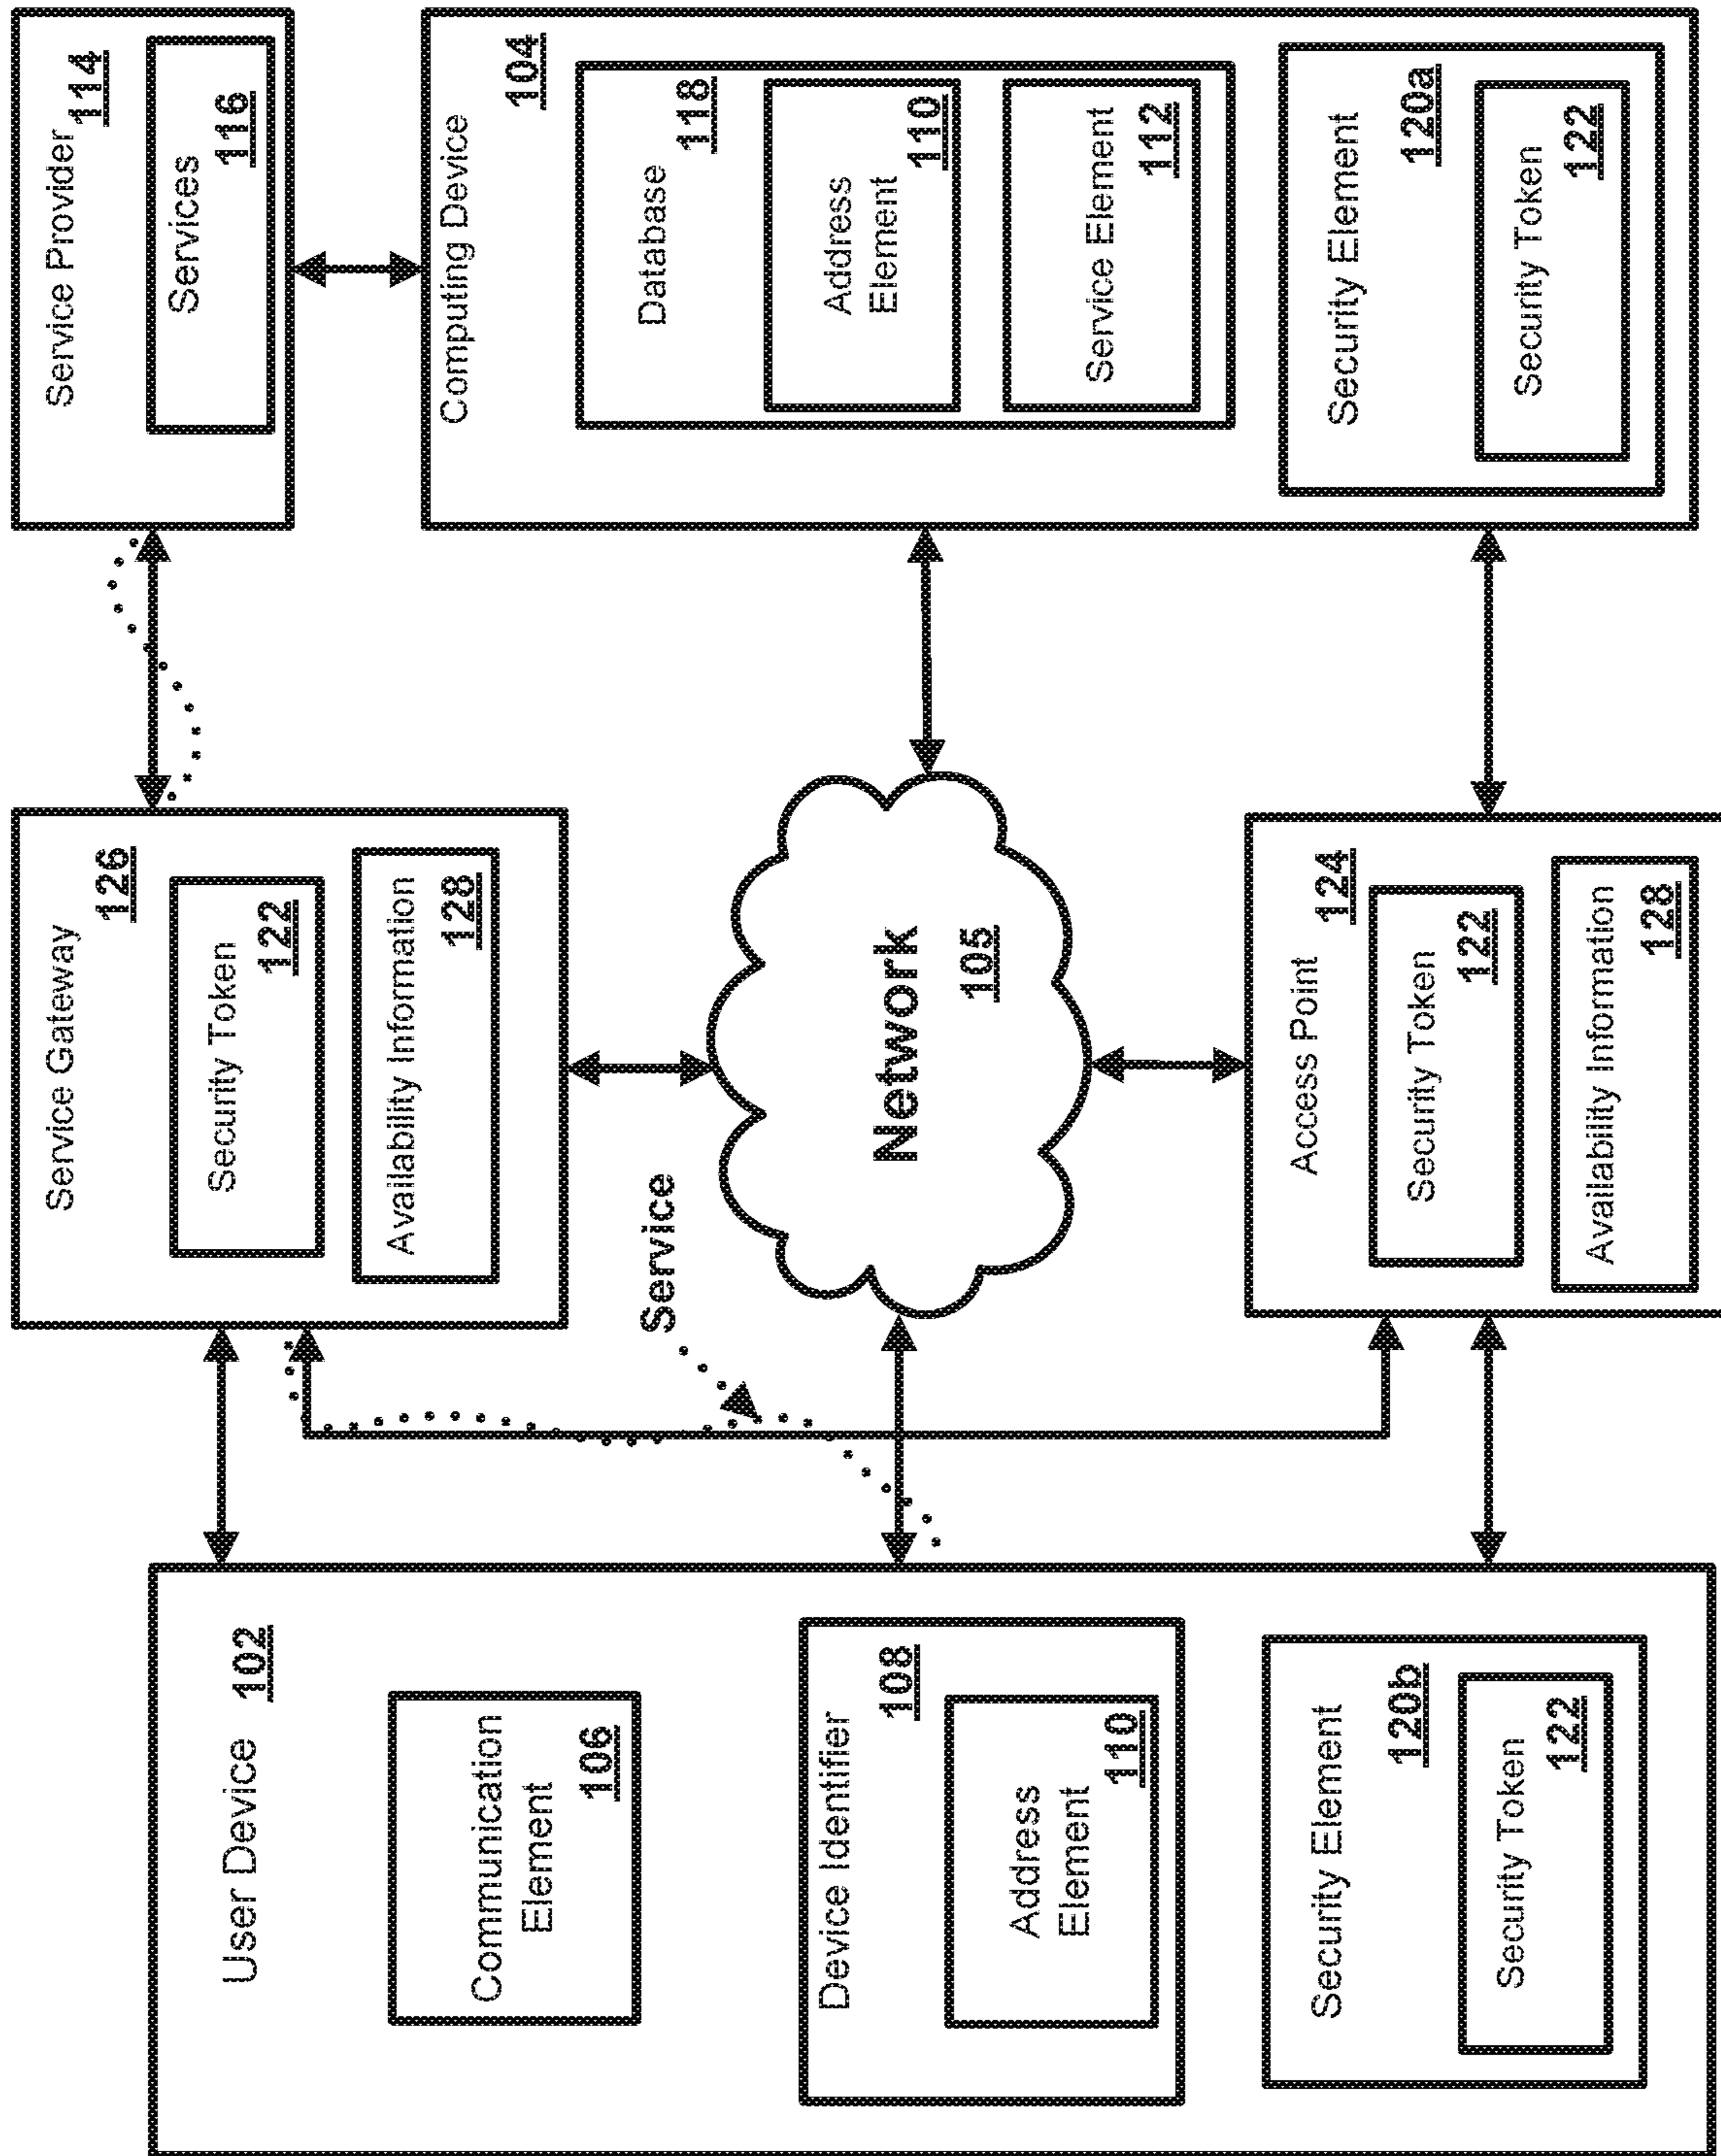 User Device 102
Communication
Element
106
Device Identifier
108
Address
Element
110
Security Element
120b
Security Token
122
Service Gateway
126
Security Token
122
Availability Information
128
Service
Network
105
Access Point
124
Security Token
122
Availability Information
128
Service Provider
114
Services
116
Computing Device
104
Database
118
Address
Element
110
Service Element
112
Security Element
120a
Security Token
122